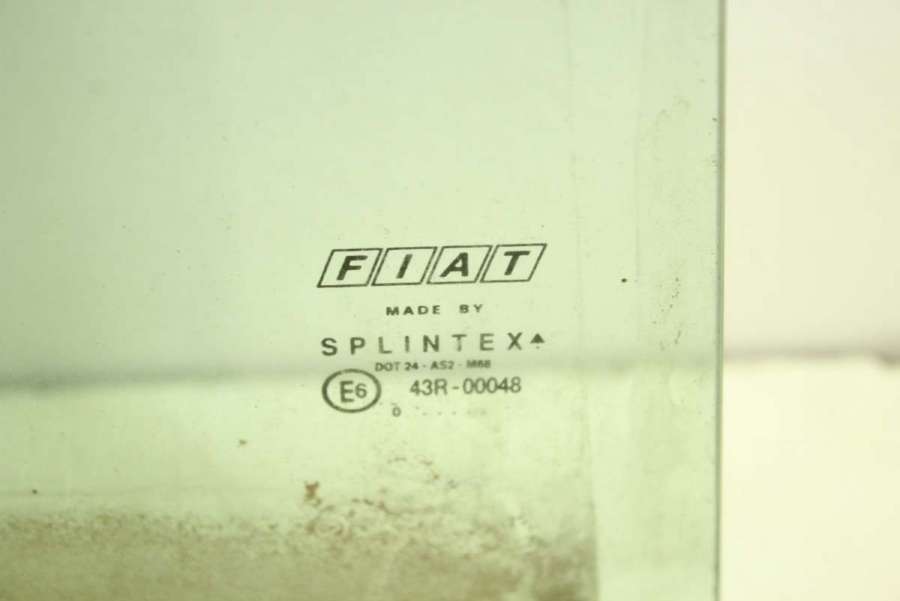 FIAT
MADE BY
SPLINTEX
DOT 24 - AS2 - M68
E6 43R-00048